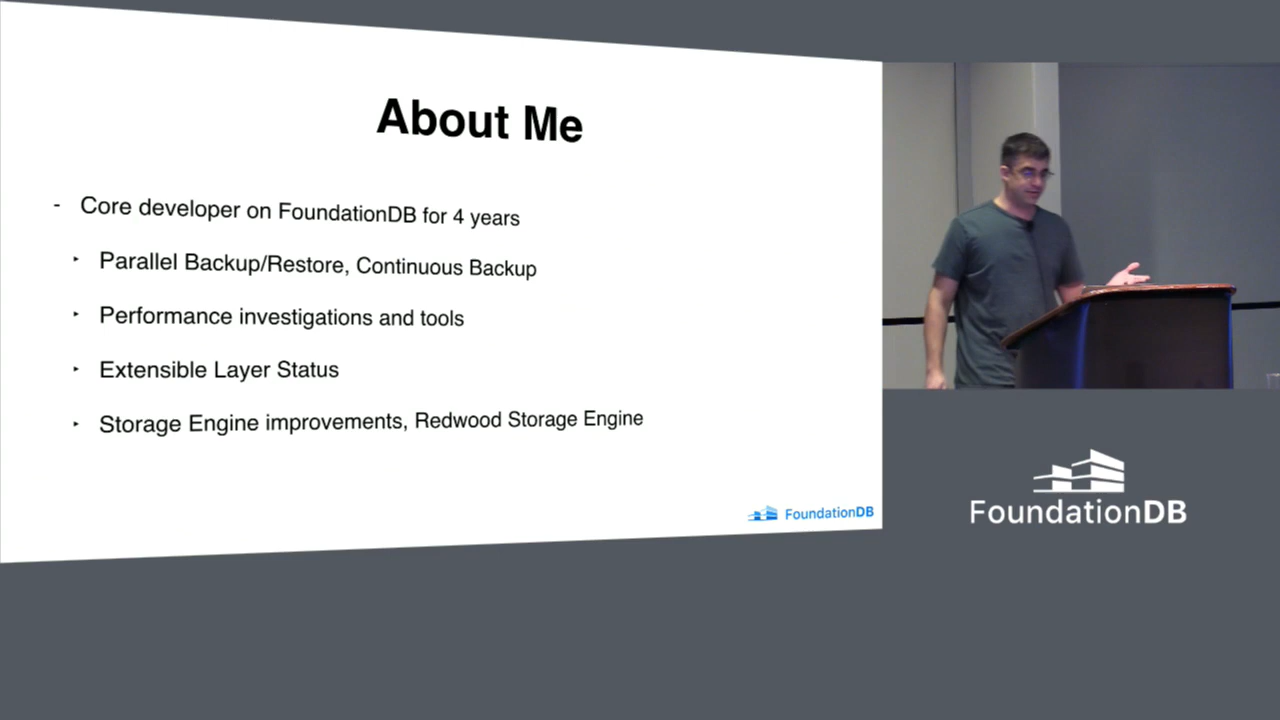 About Me
- Core developer on FoundationDB for 4 years
‣ Parallel Backup/Restore, Continuous Backup
‣ Performance investigations and tools
‣ Extensible Layer Status
‣ Storage Engine improvements, Redwood Storage Engine
FoundationDB
FoundationDB